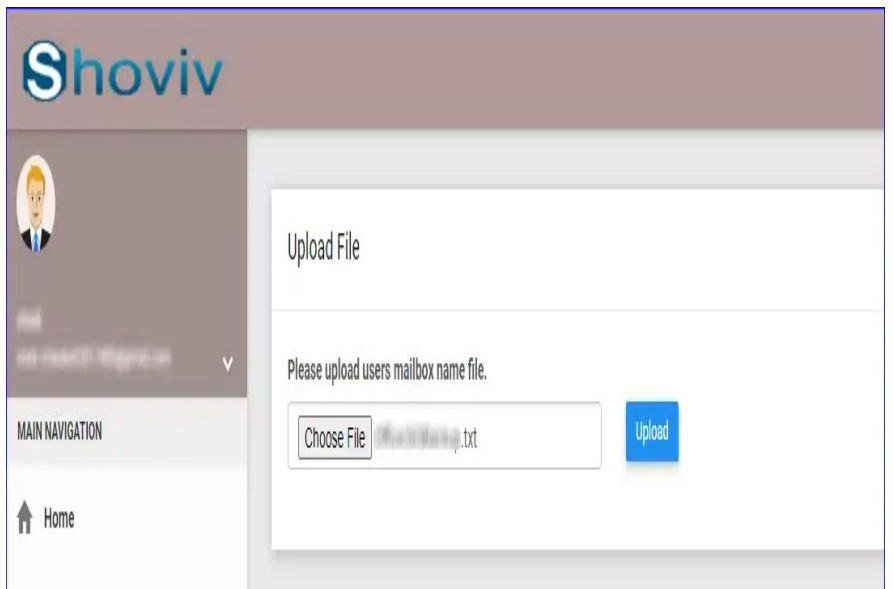 Shoviv
Upload File
Please upload users mailbox name file.
Choose File .txt
Upload
MAIN NAVIGATION
Home